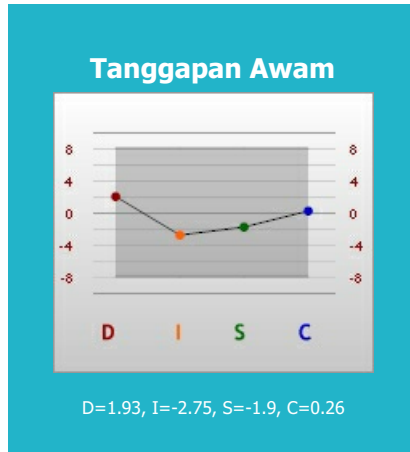 Tanggapan Awam
8 8
4 4
0 0
-4 -4
-8 -8
D I S C
D=1.93, I=-2.75, S=-1.9, C=0.26